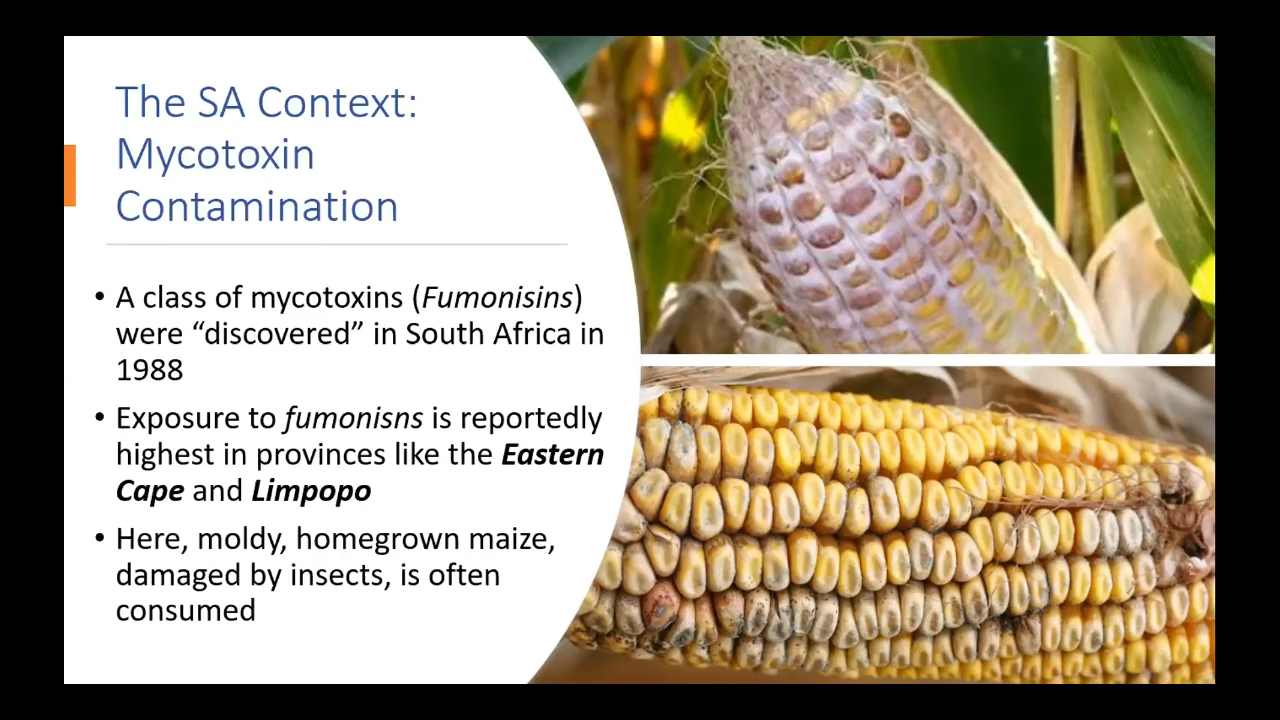 The SA Context:
Mycotoxin
Contamination
• A class of mycotoxins (Fumonisins)
were “discovered” in South Africa in
1988
• Exposure to fumonisns is reportedly
highest in provinces like the Eastern
Cape and Limpopo
• Here, moldy, homegrown maize,
damaged by insects, is often
consumed